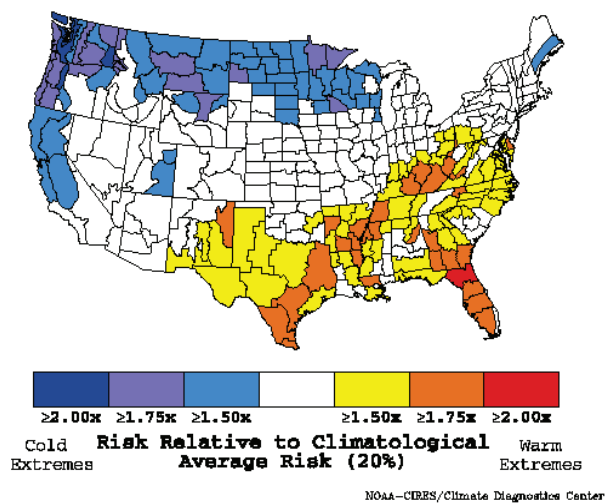 ≥2.00x ≥1.75x ≥1.50x ≥1.50x ≥1.75x ≥2.00x
Cold Extremes
Risk Relative to Climatological
Average Risk (20%)
Warm Extremes
NOAA-CIRES/Climate Diagnostics Center